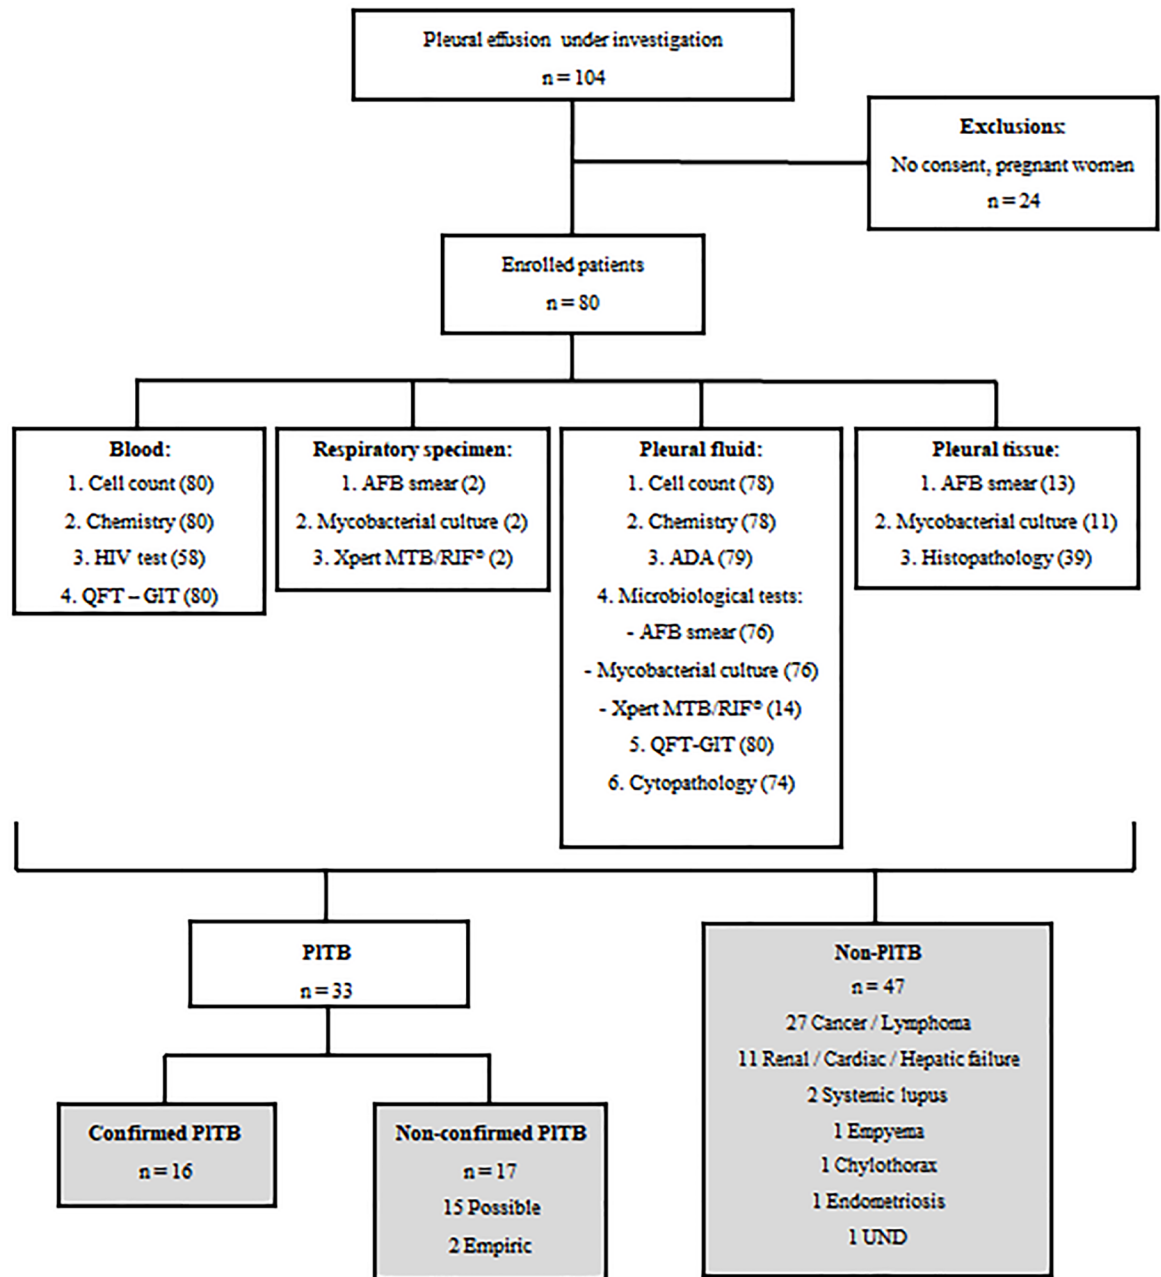 Pleural effusion under investigation
n = 104
Exclusions:
No consent, pregnant women
n = 24
Enrolled patients
n = 80
Blood:
1. Cell count (80)
2. Chemistry (80)
3. HIV test (58)
4. QFT – GIT (80)
Respiratory specimen:
1. AFB smear (2)
2. Mycobacterial culture (2)
3. Xpert MTB/RIF® (2)
Pleural fluid:
1. Cell count (78)
2. Chemistry (78)
3. ADA (79)
4. Microbiological tests:
- AFB smear (76)
- Mycobacterial culture (76)
- Xpert MTB/RIF® (14)
5. QFT-GIT (80)
6. Cytopathology (74)
Pleural tissue:
1. AFB smear (13)
2. Mycobacterial culture (11)
3. Histopathology (39)
PlTB
n = 33
Confirmed PlTB
n = 16
Non-confirmed PlTB
n = 17
15 Possible
2 Empiric
Non-PlTB
n = 47
27 Cancer / Lymphoma
11 Renal / Cardiac / Hepatic failure
2 Systemic lupus
1 Empyema
1 Chylothorax
1 Endometriosis
1 UND